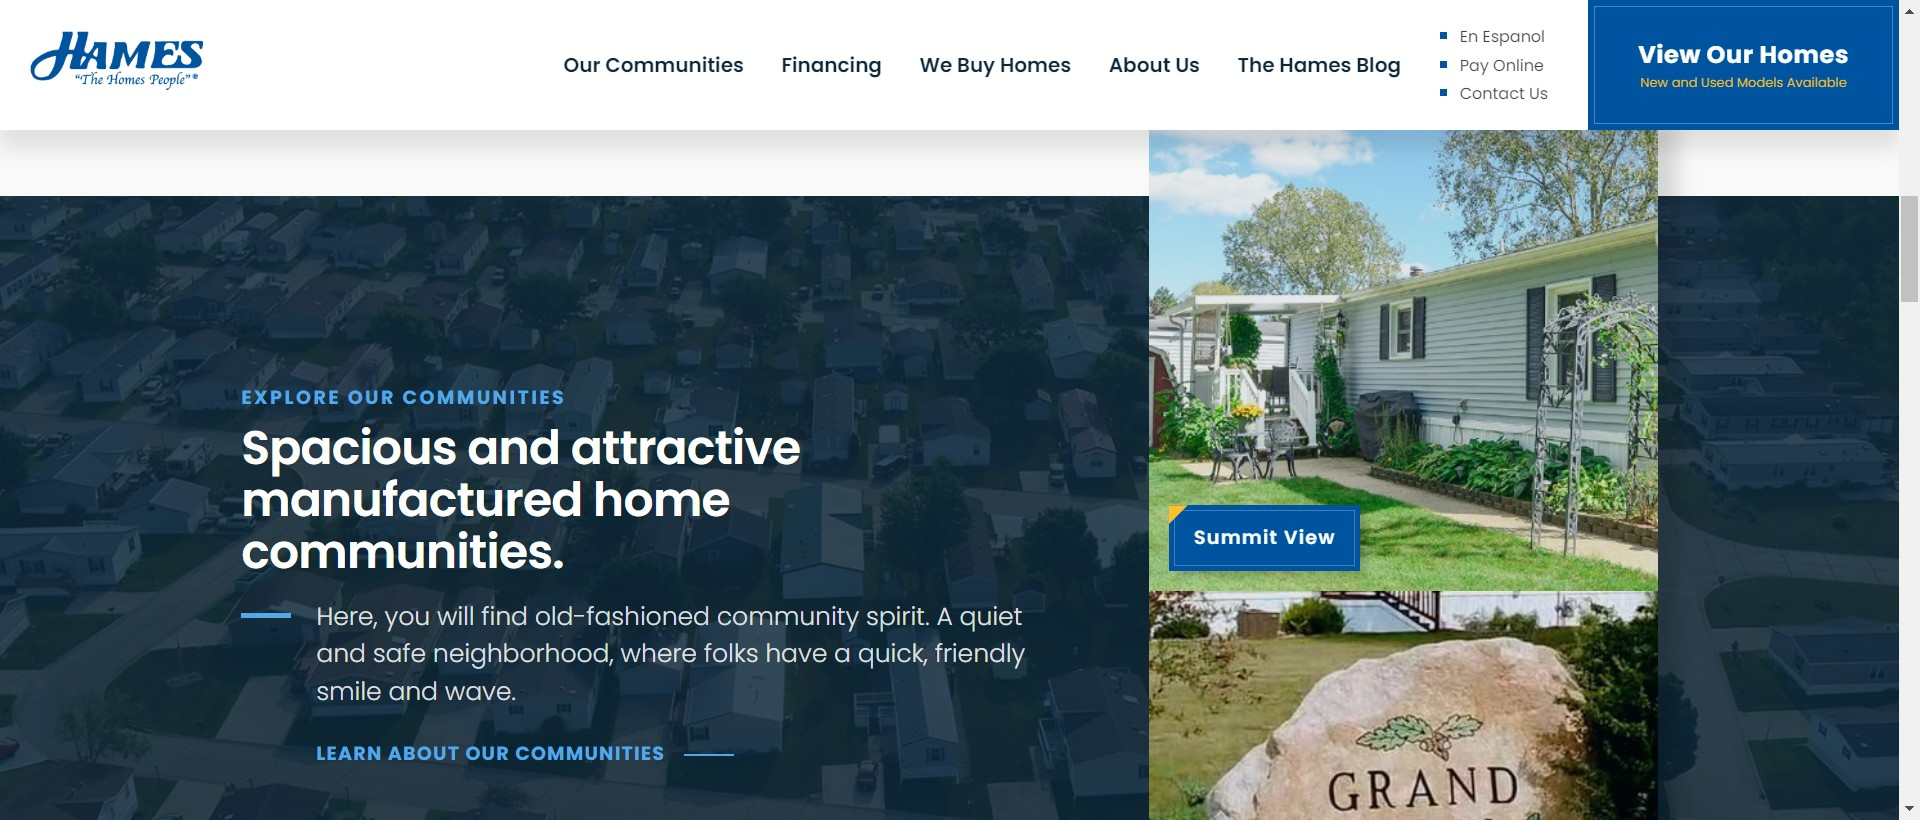 HAMES
"The Homes People"®
Our Communities
Financing
We Buy Homes
About Us
The Hames Blog
En Espanol
Pay Online
Contact Us
View Our Homes
New and Used Models Available
EXPLORE OUR COMMUNITIES
Spacious and attractive
manufactured home
communities.
Here, you will find old-fashioned community spirit. A quiet
and safe neighborhood, where folks have a quick, friendly
smile and wave.
LEARN ABOUT OUR COMMUNITIES
Summit View
GRAND